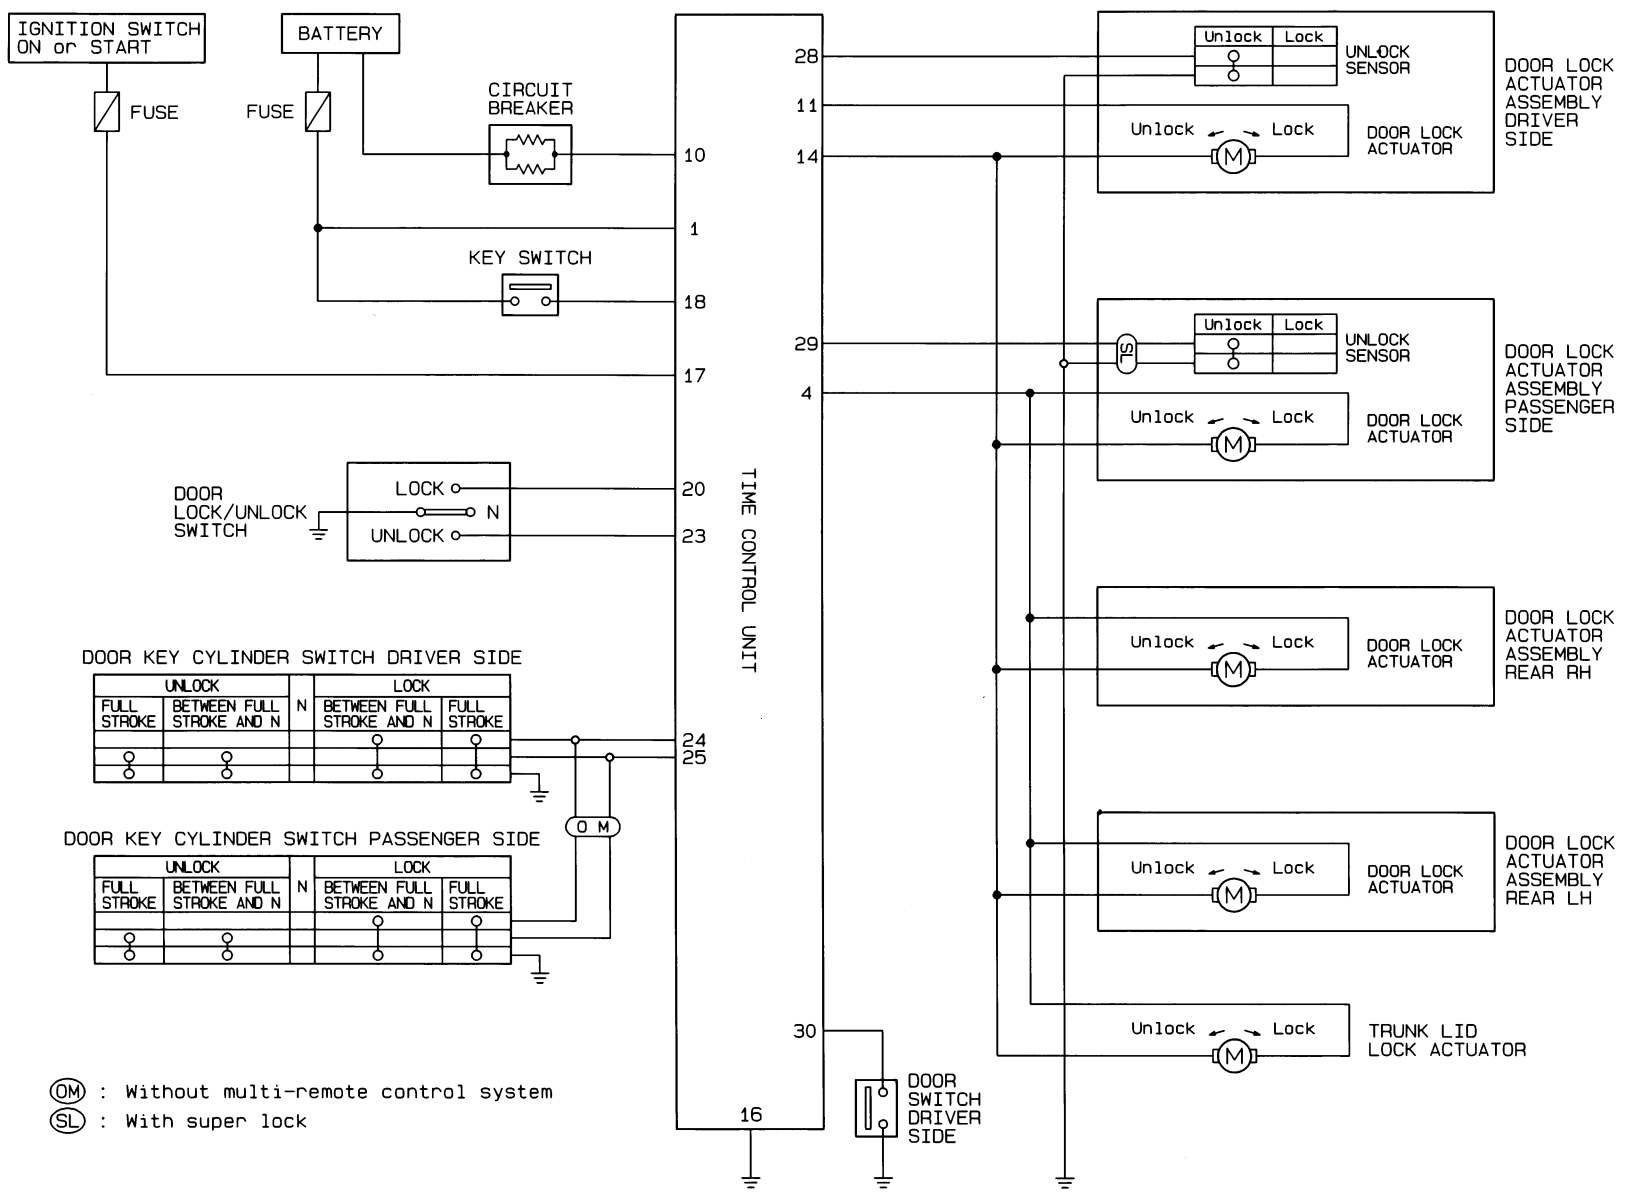 IGNITION SWITCH
ON or START
BATTERY
FUSE
FUSE
CIRCUIT
BREAKER
KEY SWITCH
10
1
18
17
DOOR
LOCK/UNLOCK
SWITCH
LOCK
N
UNLOCK
20
23
DOOR KEY CYLINDER SWITCH DRIVER SIDE
UNLOCK
N
LOCK
FULL
STROKE
BETWEEN FULL
STROKE AND N
BETWEEN FULL
STROKE AND N
FULL
STROKE
24
25
O M
DOOR KEY CYLINDER SWITCH PASSENGER SIDE
UNLOCK
N
LOCK
FULL
STROKE
BETWEEN FULL
STROKE AND N
BETWEEN FULL
STROKE AND N
FULL
STROKE
OM : Without multi-remote control system
SL : With super lock
TIME CONTROL UNIT
16
28
11
14
29
4
30
Unlock Lock
UNLOCK
SENSOR
Unlock Lock
DOOR LOCK
ACTUATOR
M
DOOR LOCK
ACTUATOR
ASSEMBLY
DRIVER
SIDE
SL
Unlock Lock
UNLOCK
SENSOR
Unlock Lock
DOOR LOCK
ACTUATOR
M
DOOR LOCK
ACTUATOR
ASSEMBLY
PASSENGER
SIDE
Unlock Lock
DOOR LOCK
ACTUATOR
M
DOOR LOCK
ACTUATOR
ASSEMBLY
REAR RH
Unlock Lock
DOOR LOCK
ACTUATOR
M
DOOR LOCK
ACTUATOR
ASSEMBLY
REAR LH
Unlock Lock
M
TRUNK LID
LOCK ACTUATOR
DOOR
SWITCH
DRIVER
SIDE